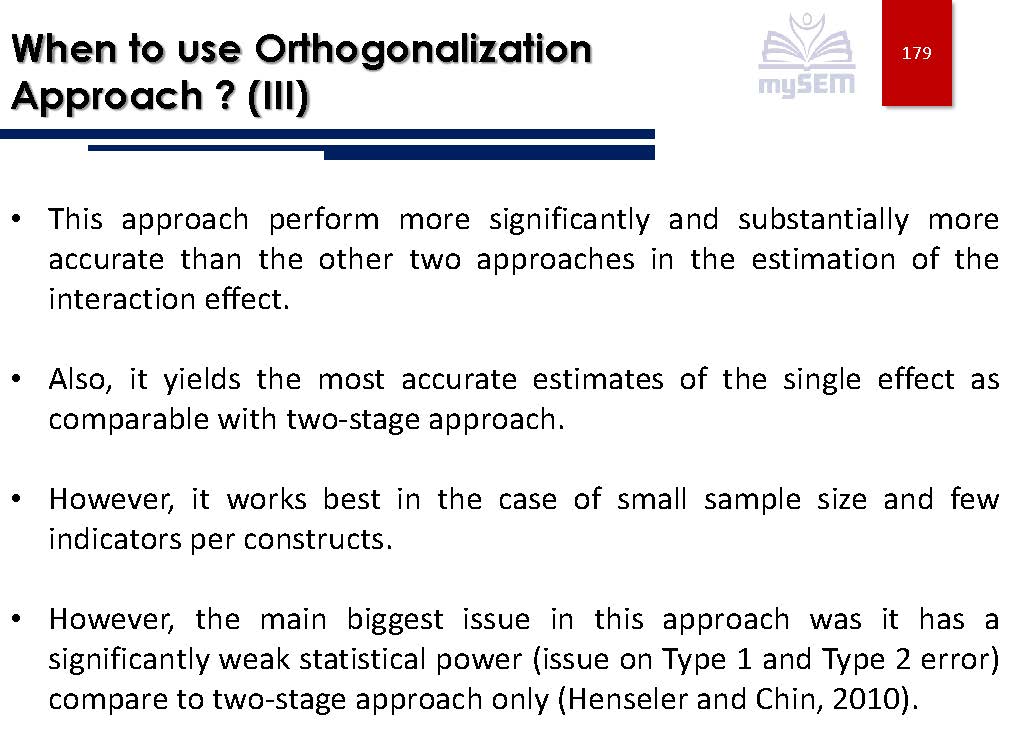 When to use Orthogonalization
Approach ? (III)
mySEM
179
• This approach perform more significantly and substantially more
accurate than the other two approaches in the estimation of the
interaction effect.
• Also, it yields the most accurate estimates of the single effect as
comparable with two-stage approach.
• However, it works best in the case of small sample size and few
indicators per constructs.
• However, the main biggest issue in this approach was it has a
significantly weak statistical power (issue on Type 1 and Type 2 error)
compare to two-stage approach only (Henseler and Chin, 2010).